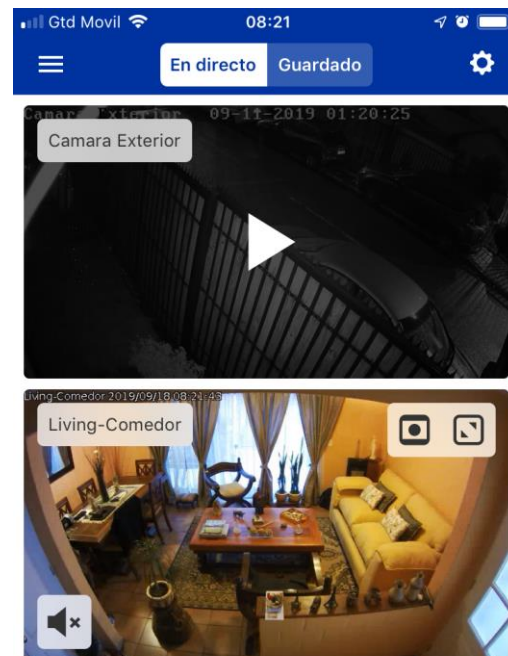 Gtd Movil 08:21
En directo Guardado
Camara Exterior 09-11-2019 01:20:25
Camara Exterior
Living-Comedor 2019/09/18 08:21:43
Living-Comedor